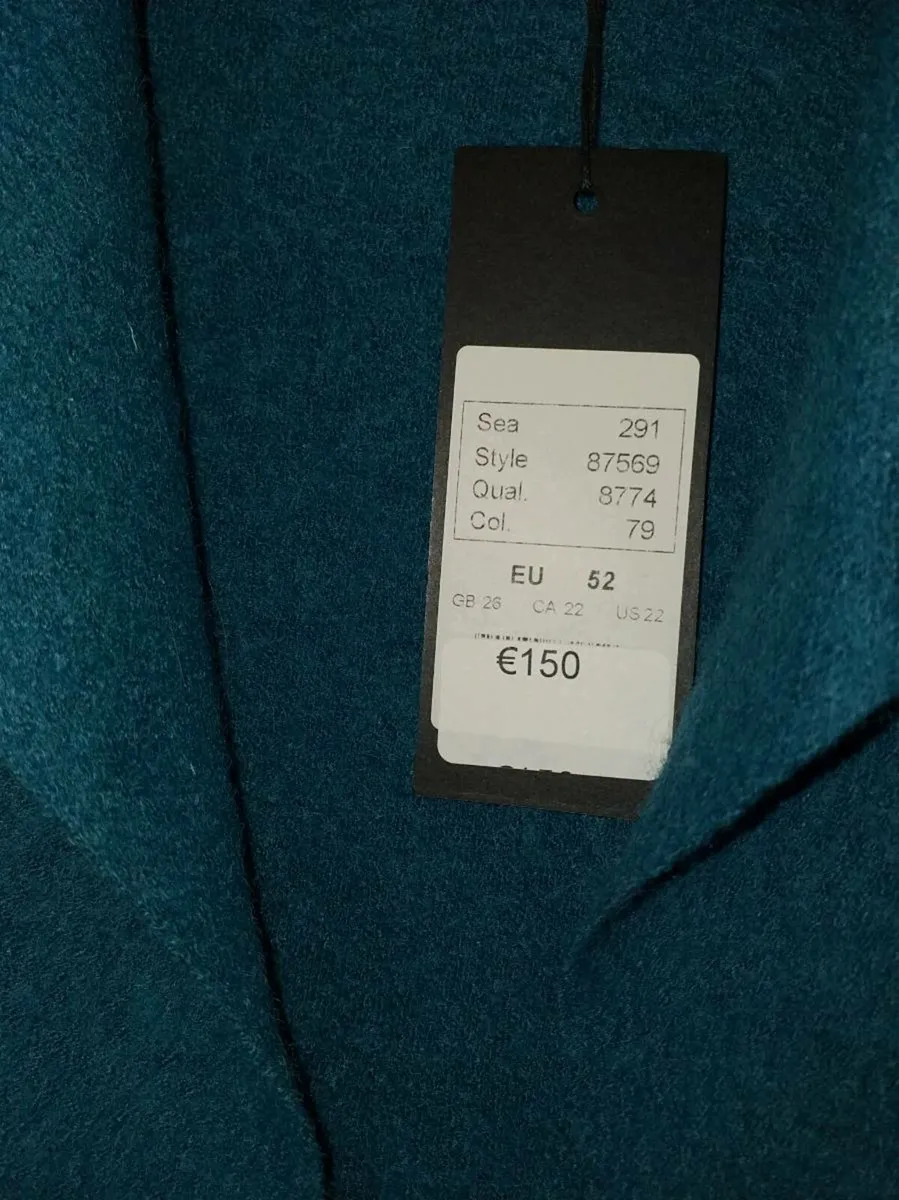 Sea 291
Style 87569
Qual. 8774
Col. 79
EU 52
GB 26 CA 22 US 22
€150